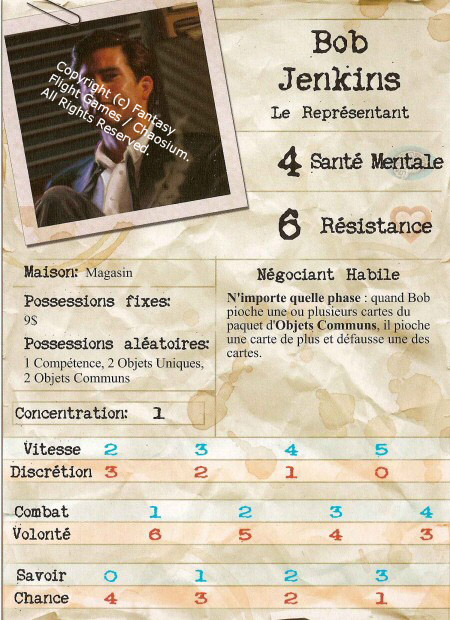 Copyright (c) Fantasy
Flight Games / Chaosium.
All Rights Reserved.
Bob
Jenkins
Le Représentant
4 Santé Mentale
6 Résistance
Maison: Magasin
Possessions fixes:
9$
Possessions aléatoires:
1 Compétence, 2 Objets Uniques,
2 Objets Communs
Concentration: 1
Négociant Habile
N'importe quelle phase : quand Bob
pioche une ou plusieurs cartes du
paquet d'Objets Communs, il pioche
une carte de plus et défausse une des
cartes.
Vitesse 2 3 4 5
Discrétion 3 2 1 0
Combat 1 2 3 4
Volonté 6 5 4 3
Savoir 0 1 2 3
Chance 4 3 2 1